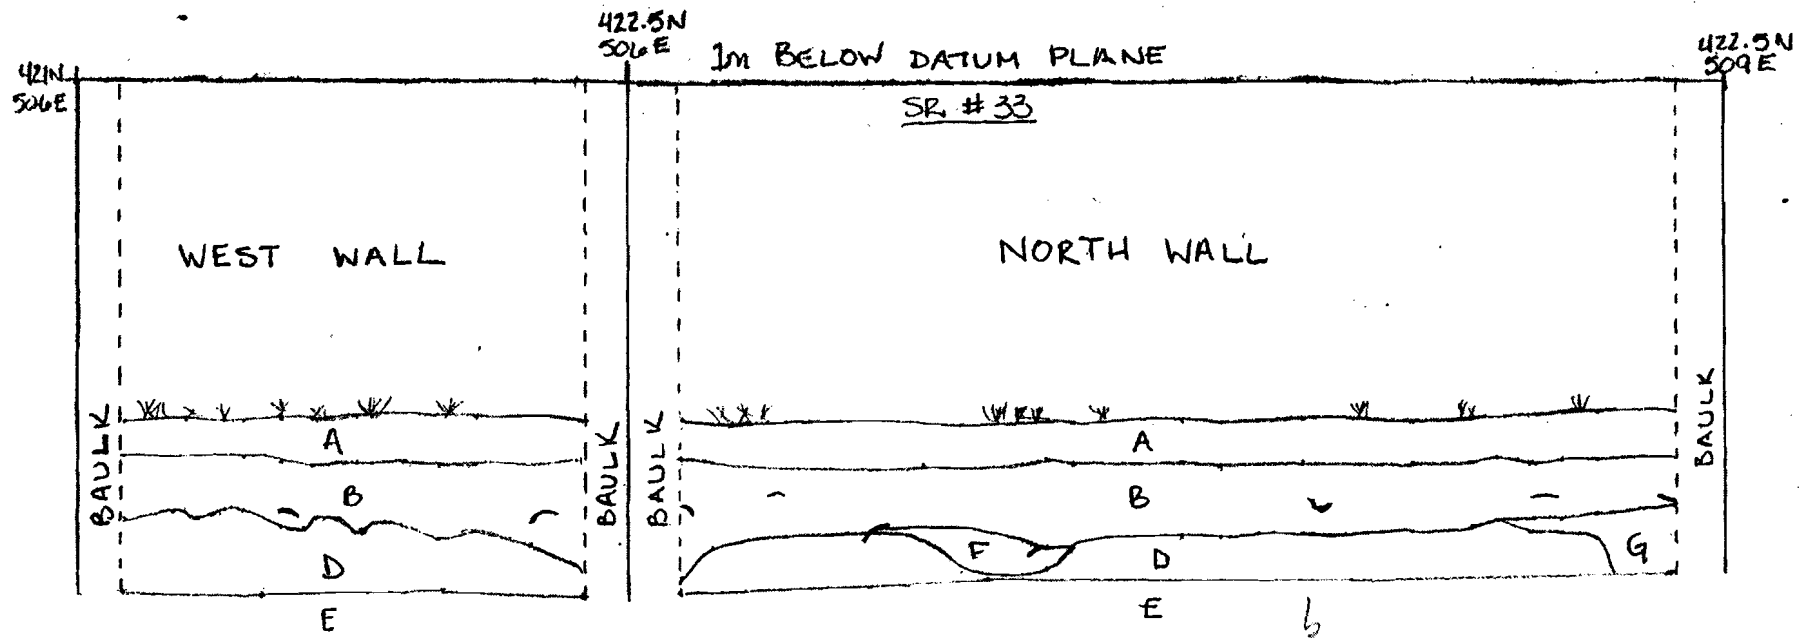 422.5N
506E
1m BELOW DATUM PLANE
422.5N
509E
421N
506E
SR #33
WEST WALL
NORTH WALL
BAULK
BAULK
BAULK
BAULK
A
A
B
B
F
G
D
D
E
E
b